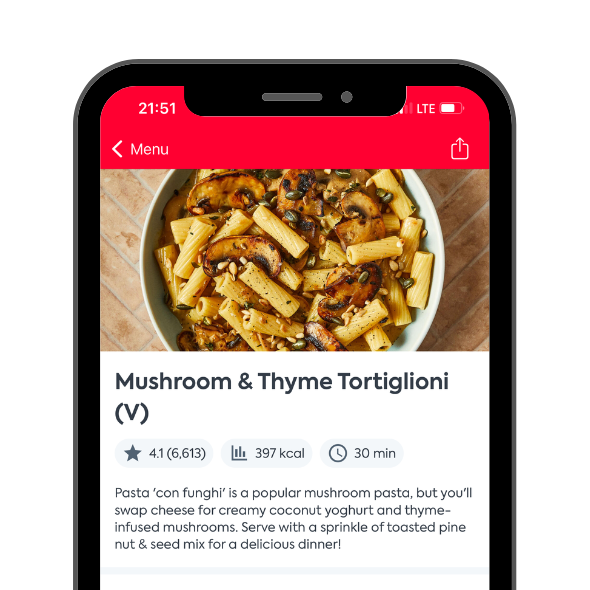 21:51 LTE
Menu
Mushroom & Thyme Tortiglioni
(V)
4.1 (6,613) 397 kcal 30 min
Pasta 'con funghi' is a popular mushroom pasta, but you'll
swap cheese for creamy coconut yoghurt and thyme-
infused mushrooms. Serve with a sprinkle of toasted pine
nut & seed mix for a delicious dinner!